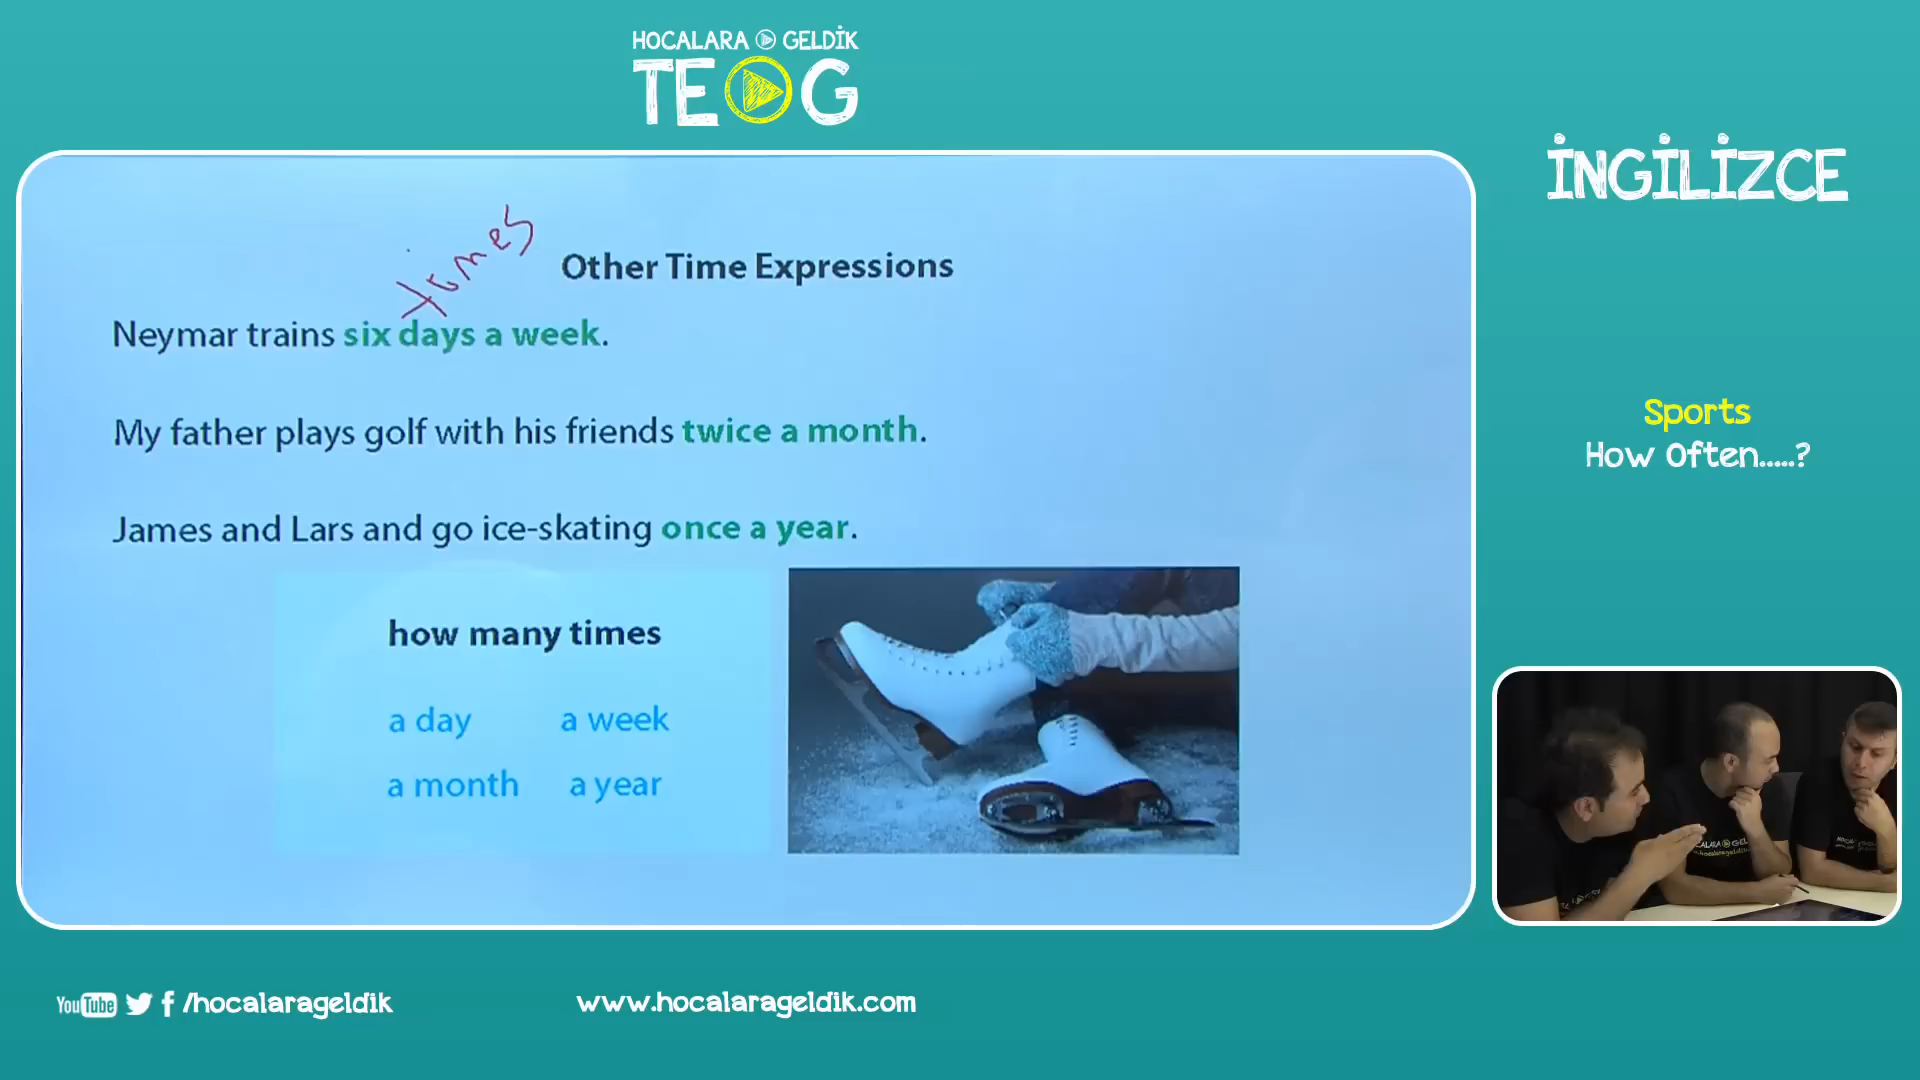 HOCALARA GELDİK
TEOG
İNGİLİZCE
times
Other Time Expressions
Neymar trains six days a week.
My father plays golf with his friends twice a month.
James and Lars and go ice-skating once a year.
how many times
a day a week
a month a year
Sports
How Often.....?
YouTube /hocalarageldik
www.hocalarageldik.com